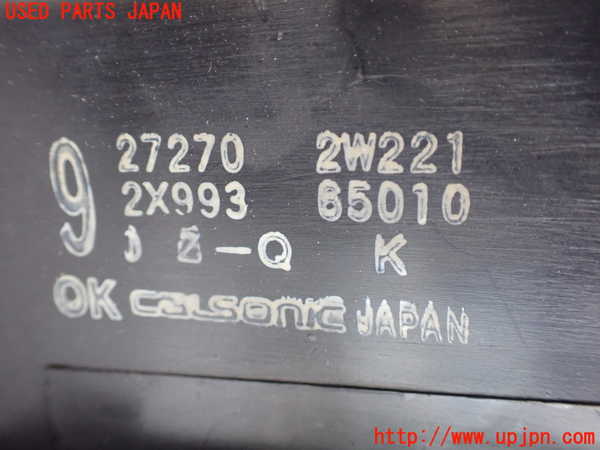 USED PARTS JAPAN
9 27270 2W221
2X993 65010
Z-Q K
OK CALSONIC JAPAN
http://www.upjpn.com/